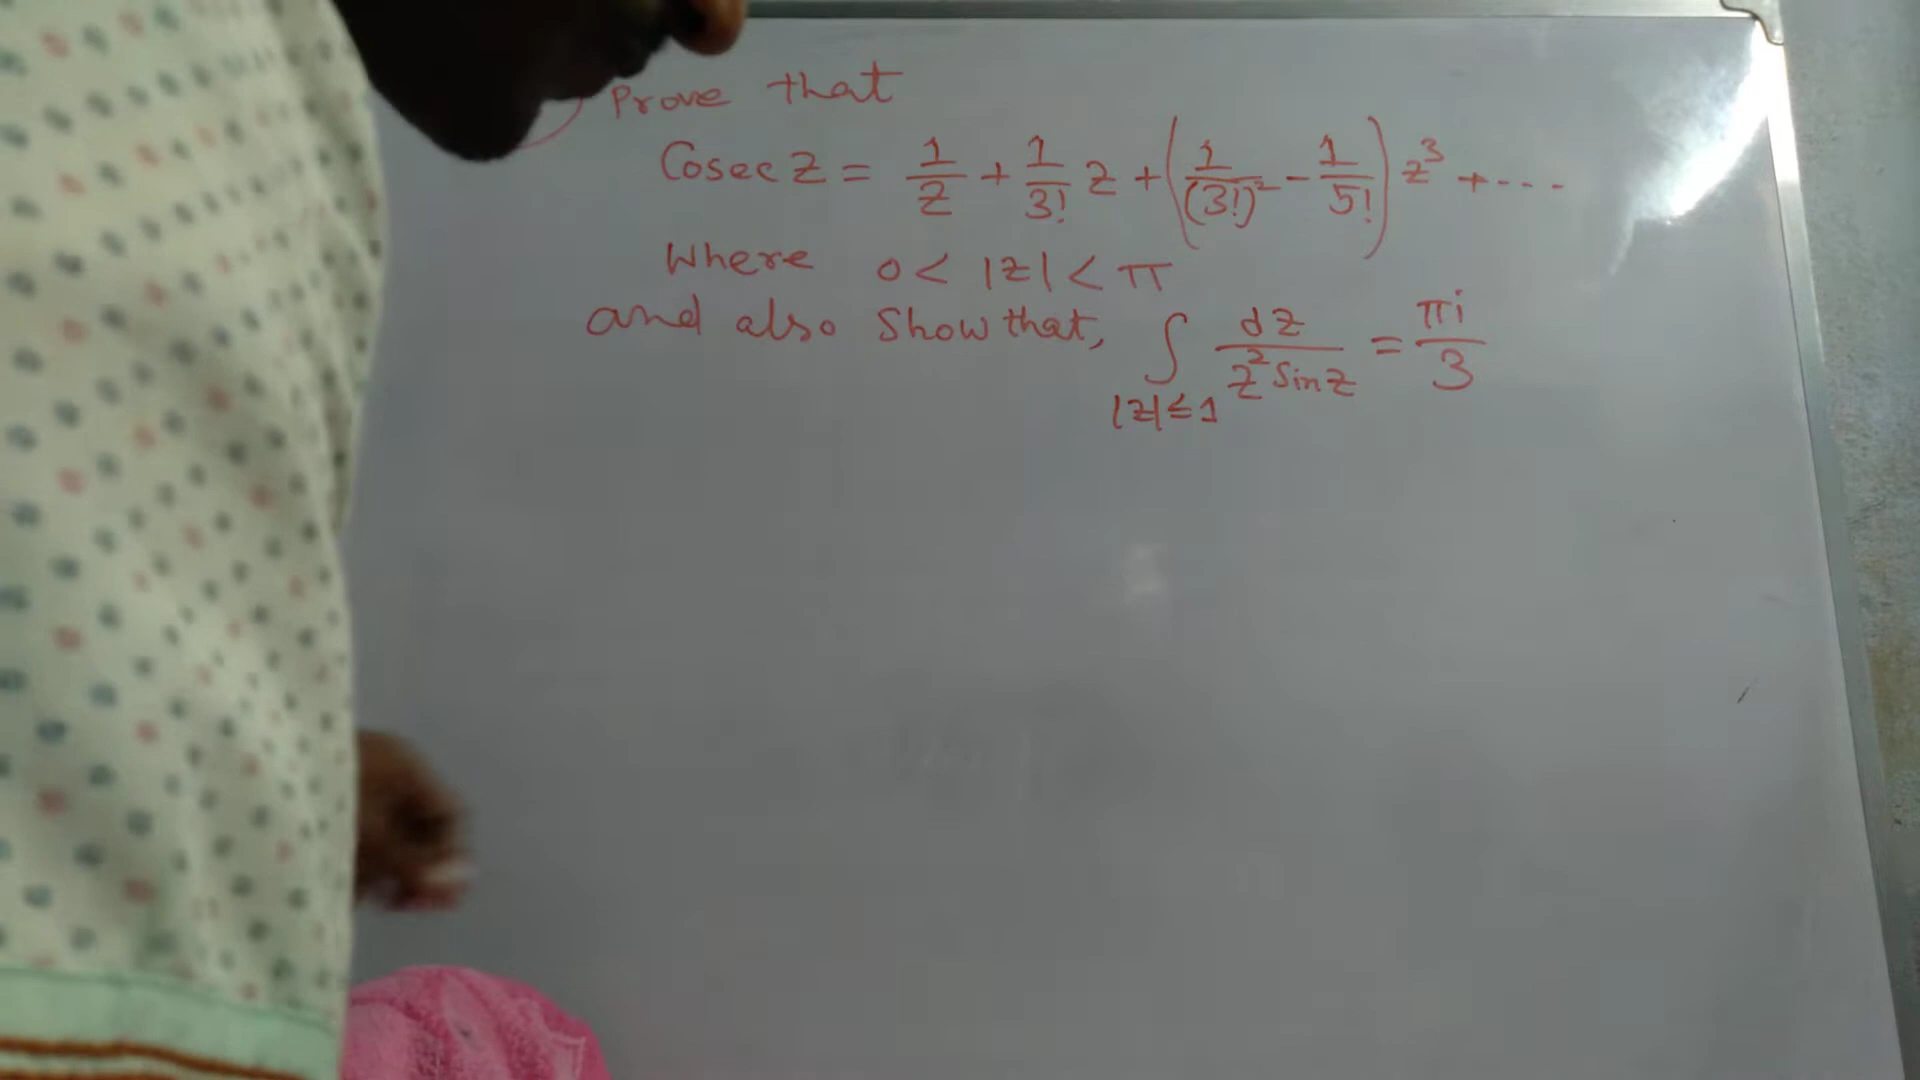 Prove that
Cosec z = 1/z + 1/3! z + (1/(3!)² - 1/5!) z³ + ----
Where 0 < |z| < π
and also Show that, ∫_{|z|≤1} dz/(z² Sin z) = πi/3